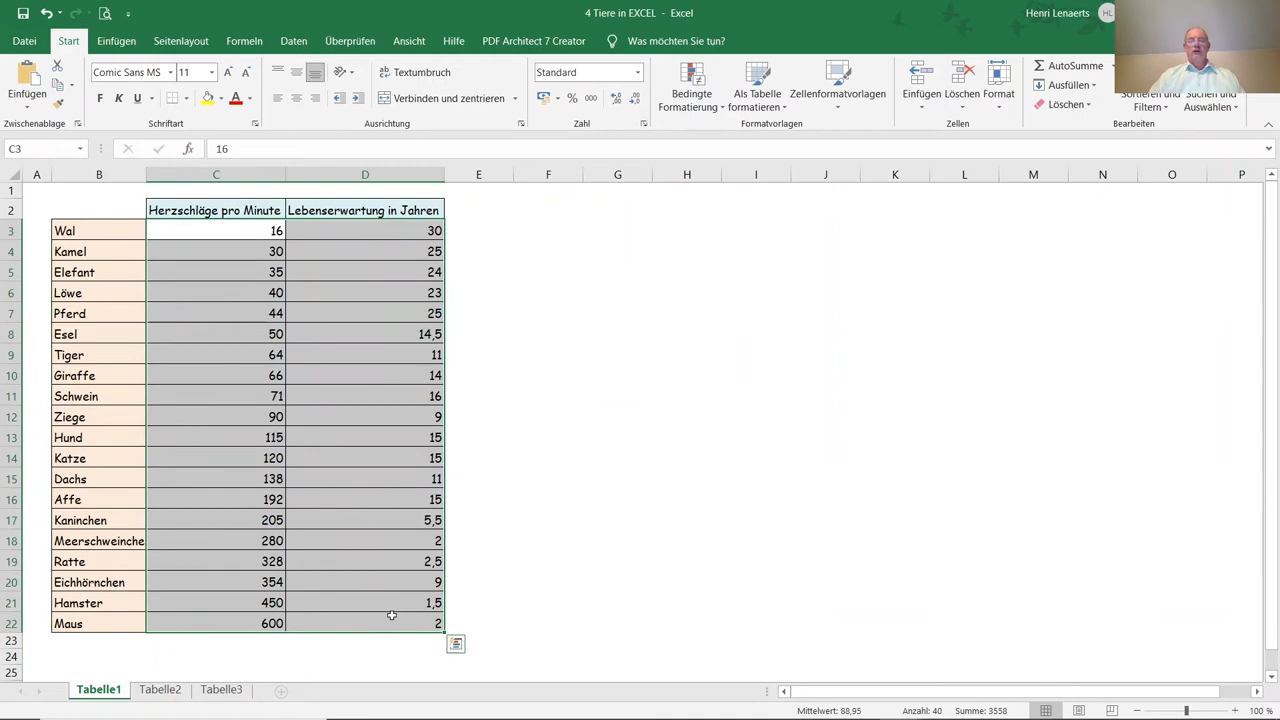 4 Tiere in EXCEL - Excel
Henri Lenaerts HL
Datei Start Einfügen Seitenlayout Formeln Daten Überprüfen Ansicht Hilfe PDF Architect 7 Creator Was möchten Sie tun?
Einfügen
Zwischenablage
Comic Sans MS 11
F K U
Schriftart
Textumbruch
Verbinden und zentrieren
Ausrichtung
Standard
% 000
Zahl
Bedingte Formatierung
Als Tabelle formatieren
Zellenformatvorlagen
Formatvorlagen
Einfügen Löschen Format
Zellen
AutoSumme
Ausfüllen
Löschen
Sortieren und Filtern
Suchen und Auswählen
Bearbeiten
C3 fx 16
A B C D E F G H I J K L M N O P
1
2 Herzschläge pro Minute Lebenserwartung in Jahren
3 Wal 16 30
4 Kamel 30 25
5 Elefant 35 24
6 Löwe 40 23
7 Pferd 44 25
8 Esel 50 14,5
9 Tiger 64 11
10 Giraffe 66 14
11 Schwein 71 16
12 Ziege 90 9
13 Hund 115 15
14 Katze 120 15
15 Dachs 138 11
16 Affe 192 15
17 Kaninchen 205 5,5
18 Meerschweinche 280 2
19 Ratte 328 2,5
20 Eichhörnchen 354 9
21 Hamster 450 1,5
22 Maus 600 2
23
24
25
Tabelle1 Tabelle2 Tabelle3
Mittelwert: 88,95 Anzahl: 40 Summe: 3558 100 %